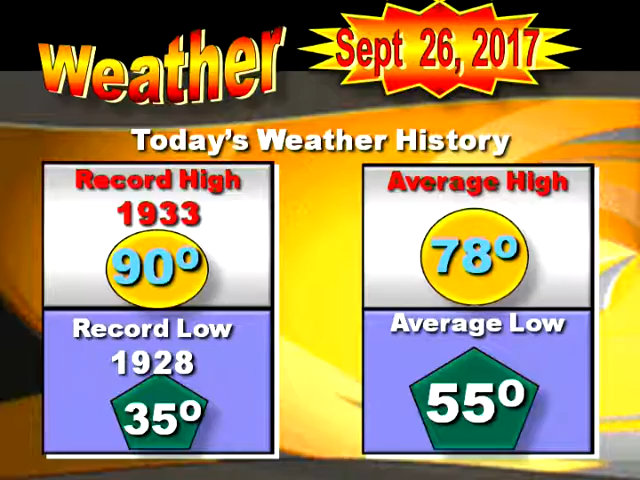 Weather
Sept 26, 2017
Today's Weather History
Record High
1933
90º
Record Low
1928
35º
Average High
78º
Average Low
55º